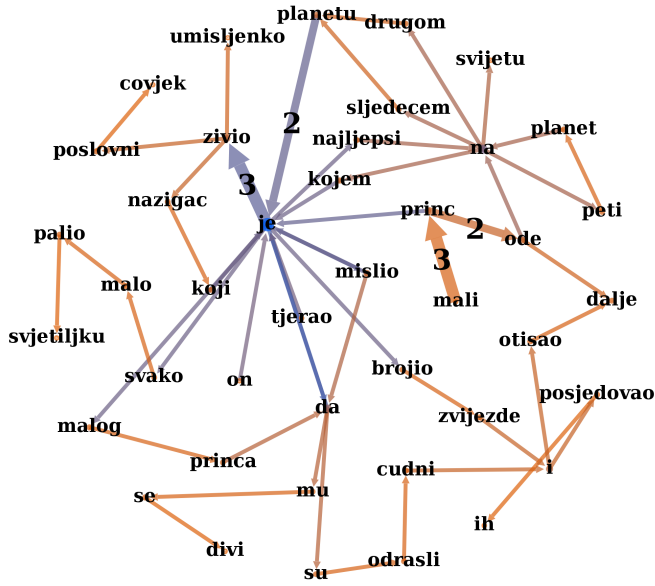 planetu
drugom
umisljenko
svijetu
covjek
sljedecem
2
planet
zivio
najljepsi
na
poslovni
kojem
3
nazigac
princ
peti
je
2
ode
palio
3
mislio
malo
koji
mali
dalje
tjerao
svjetiljku
otisao
svako
on
brojio
posjedovao
da
zvijezde
malog
princa
cudni
i
mu
se
ih
divi
odrasli
su